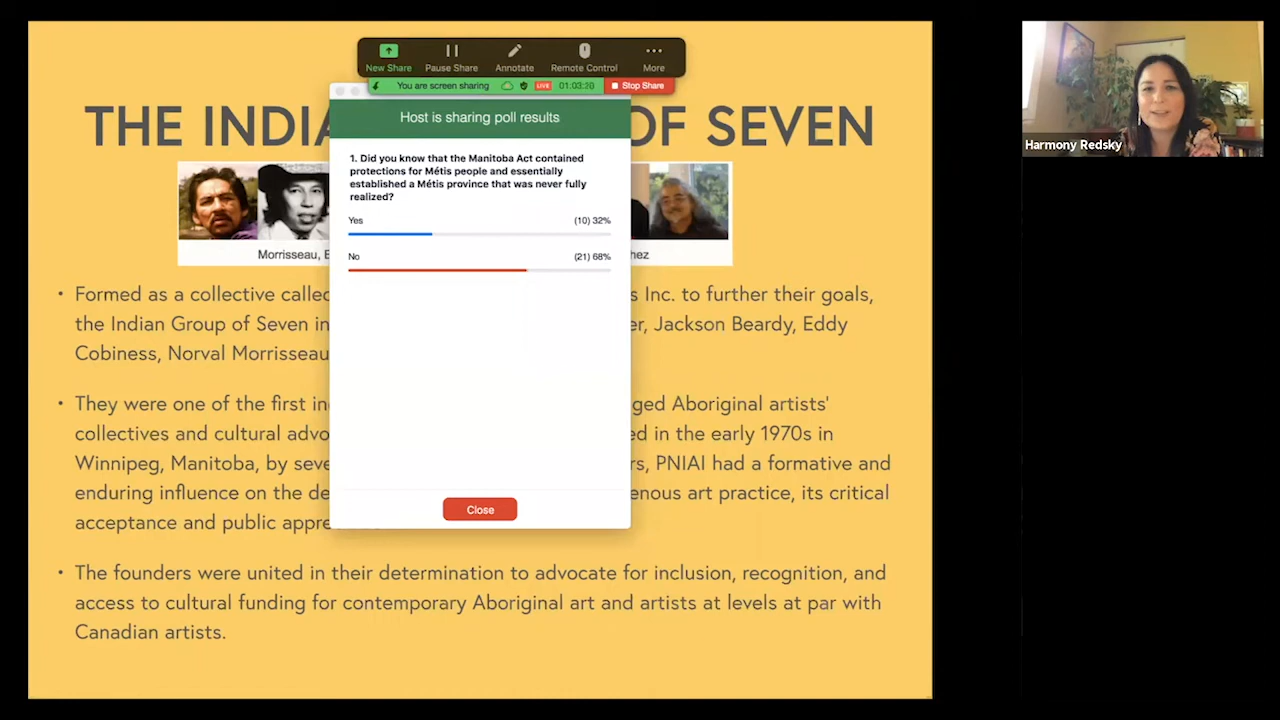 New Share
Pause Share
Annotate
Remote Control
More
You are screen sharing
LIVE
01:03:20
Stop Share
Host is sharing poll results
1. Did you know that the Manitoba Act contained
protections for Métis people and essentially
established a Métis province that was never fully
realized?
Yes
(10) 32%
No
(21) 68%
Close
THE INDIA OF SEVEN
Morrisseau, E hez
• Formed as a collective calle s Inc. to further their goals,
the Indian Group of Seven in er, Jackson Beardy, Eddy
Cobiness, Norval Morrisseau
• They were one of the first in ged Aboriginal artists'
collectives and cultural advo ed in the early 1970s in
Winnipeg, Manitoba, by seve rs, PNIAI had a formative and
enduring influence on the de enous art practice, its critical
acceptance and public appre
• The founders were united in their determination to advocate for inclusion, recognition, and
access to cultural funding for contemporary Aboriginal art and artists at levels at par with
Canadian artists.
Harmony Redsky